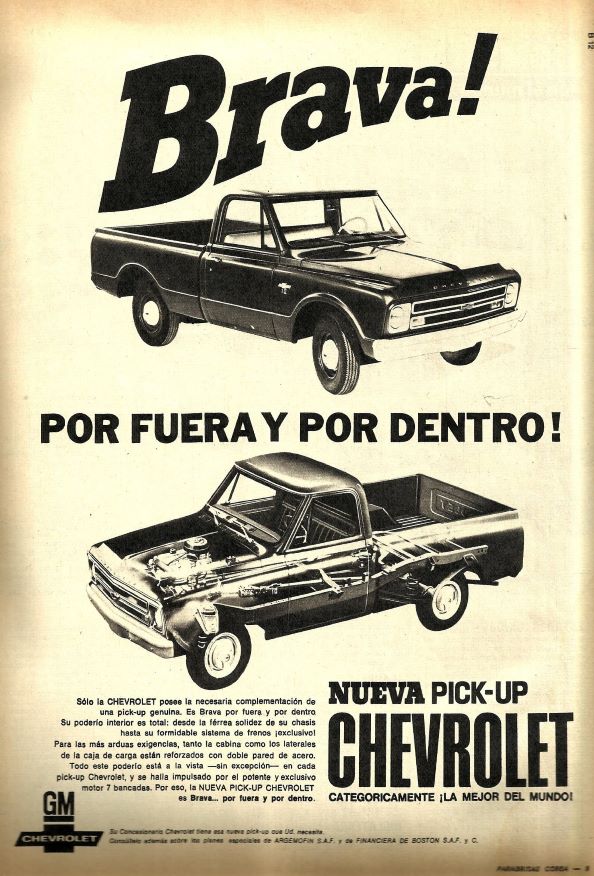 B 12
Brava!
CHEVROLET
POR FUERA Y POR DENTRO!
Sólo la CHEVROLET posee la necesaria complementación de
una pick-up genuina. Es Brava por fuera y por dentro
Su poderío interior es total: desde la férrea solidez de su chasis
hasta su formidable sistema de frenos ¡exclusivo!
Para las más arduas exigencias, tanto la cabina como los laterales
de la caja de carga están reforzados con doble pared de acero.
Todo este poderío está a la vista —sin excepción— en cada
pick-up Chevrolet, y se halla impulsado por el potente y exclusivo
motor 7 bancadas. Por eso, la NUEVA PICK-UP CHEVROLET
es Brava... por fuera y por dentro.
NUEVA PICK-UP
CHEVROLET
CATEGORICAMENTE ¡LA MEJOR DEL MUNDO!
GM
CHEVROLET
Su Concesionario Chevrolet tiene esa nueva pick-up que Ud. necesita.
Consúltelo además sobre los planes especiales de ARGEMOFIN S.A.F. y de FINANCIERA DE BOSTON S.A.F. y C.
PARABRISAS CORSA —